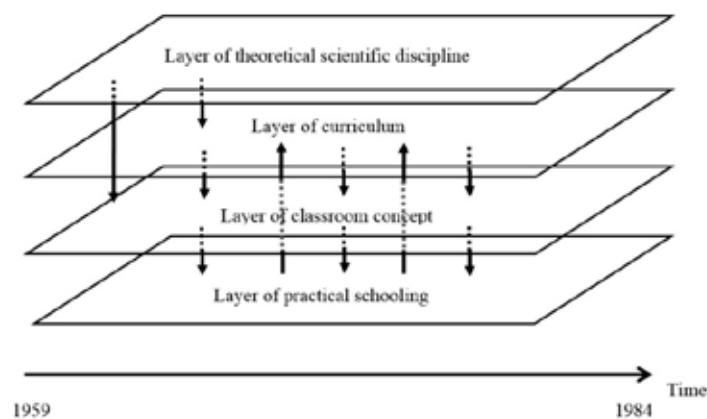 Layer of theoretical scientific discipline
Layer of curriculum
Layer of classroom concept
Layer of practical schooling
Time
1959
1984